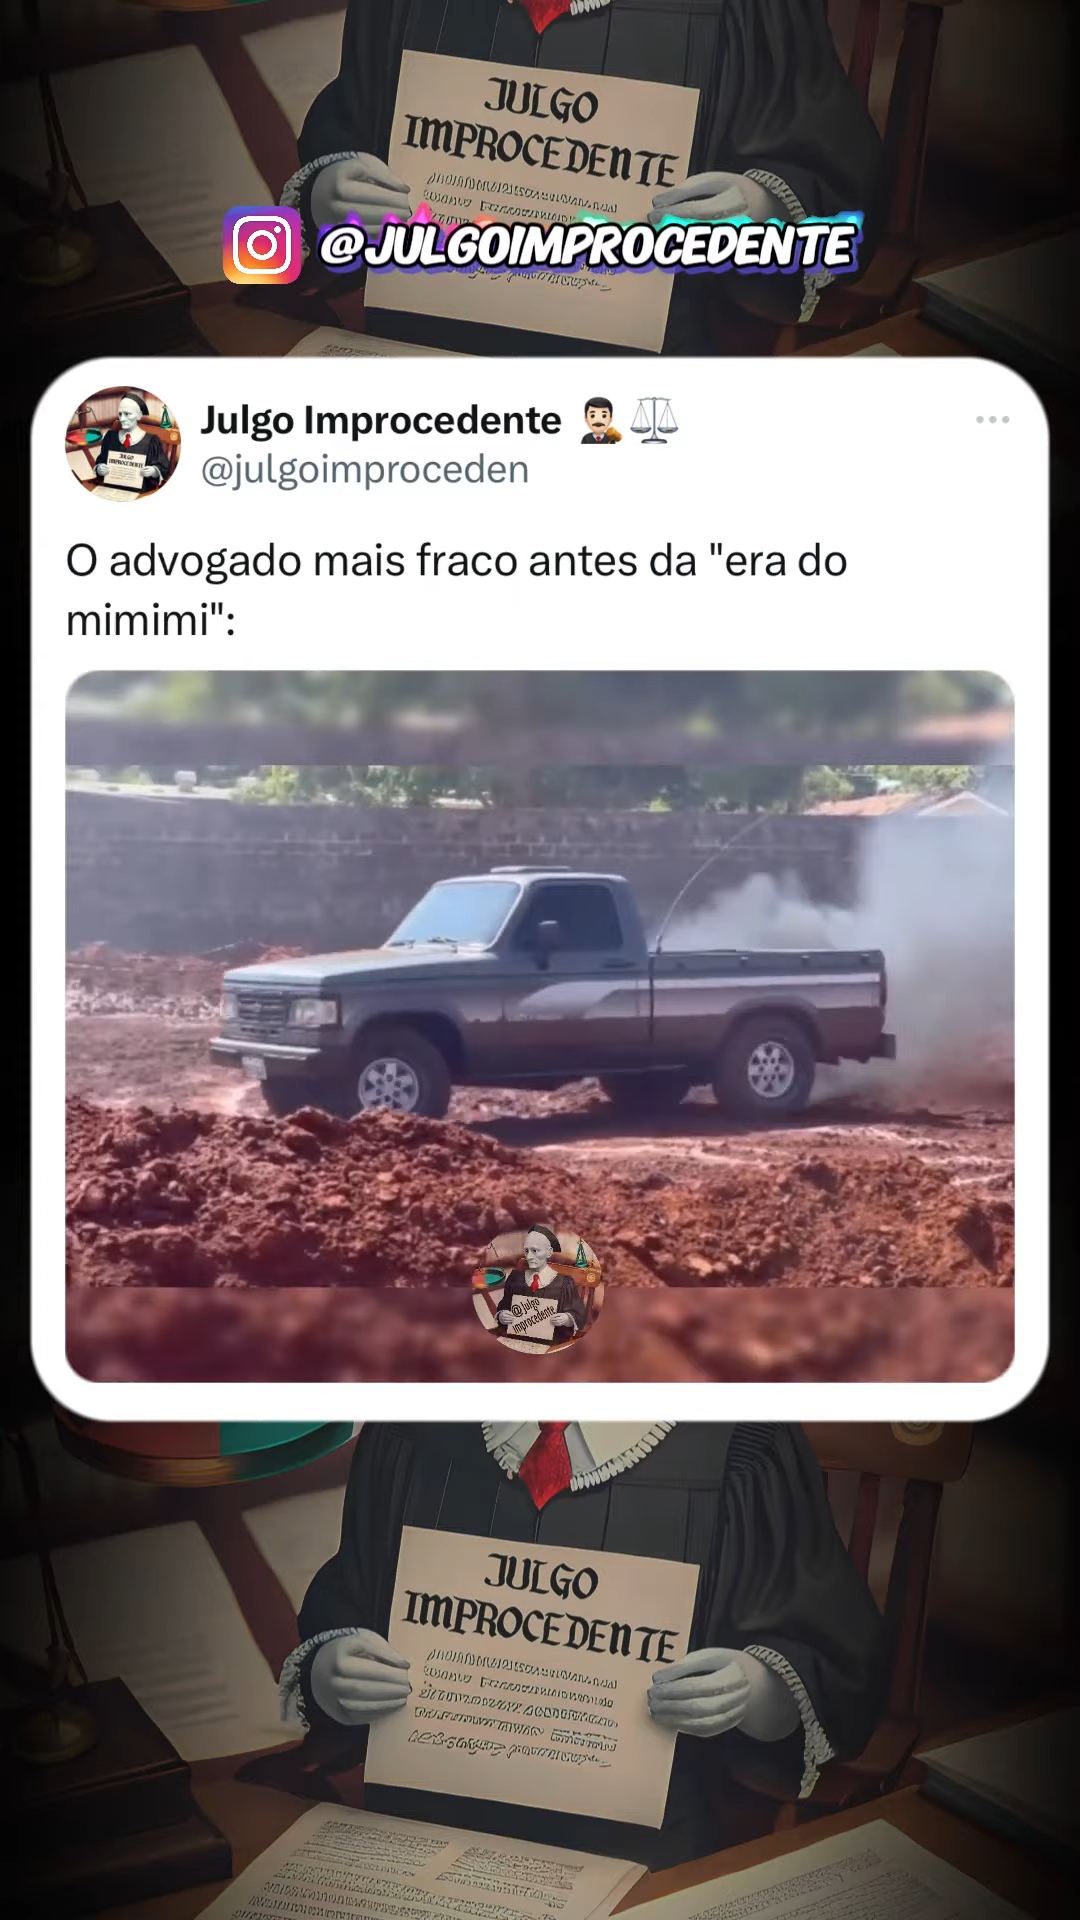 JULGO
IMPROCEDENTE
@JULGOIMPROCEDENTE
Julgo Improcedente
@julgoimproceden
O advogado mais fraco antes da "era do
mimimi":
@julgo
improcedente
JULGO
IMPROCEDENTE